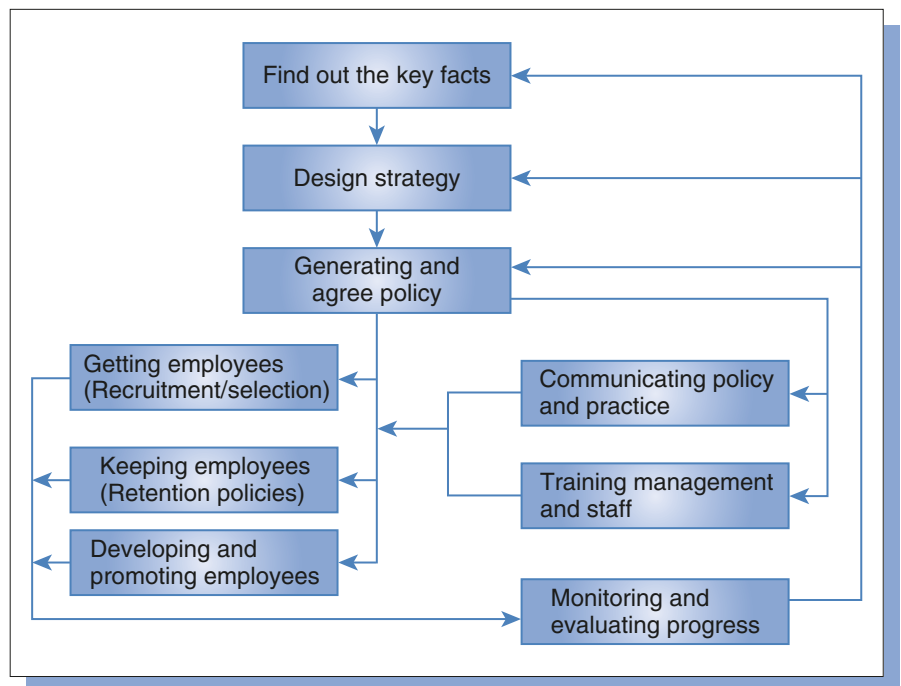 Find out the key facts
Design strategy
Generating and
agree policy
Getting employees
(Recruitment/selection)
Keeping employees
(Retention policies)
Developing and
promoting employees
Communicating policy
and practice
Training management
and staff
Monitoring and
evaluating progress